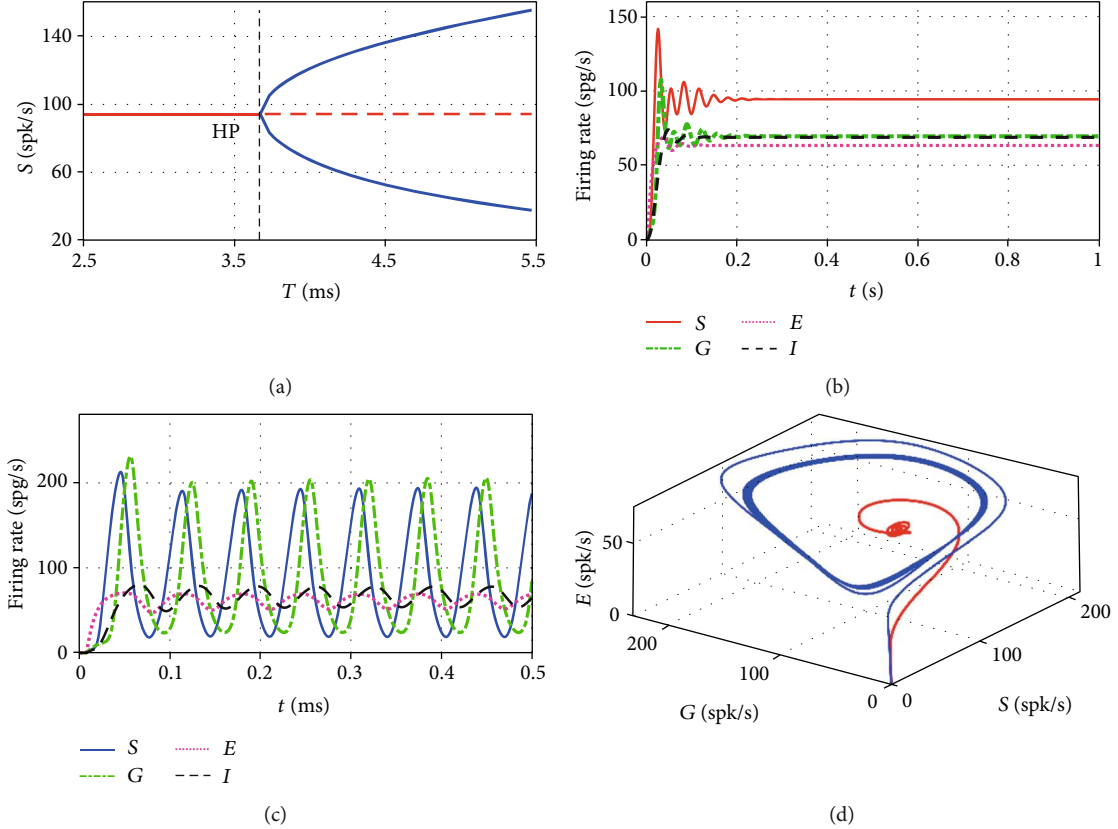 140
100
60
20
S (spk/s)
HP
2.5
3.5
4.5
5.5
T (ms)
(a)
150
100
50
0
Firing rate (spg/s)
0
0.2
0.4
0.6
0.8
1
t (s)
S
E
G
I
(b)
200
100
0
Firing rate (spg/s)
0
0.1
0.2
0.3
0.4
0.5
t (ms)
S
E
G
I
(c)
50
0
E (spk/s)
200
100
0
G (spk/s)
0
100
200
S (spk/s)
(d)